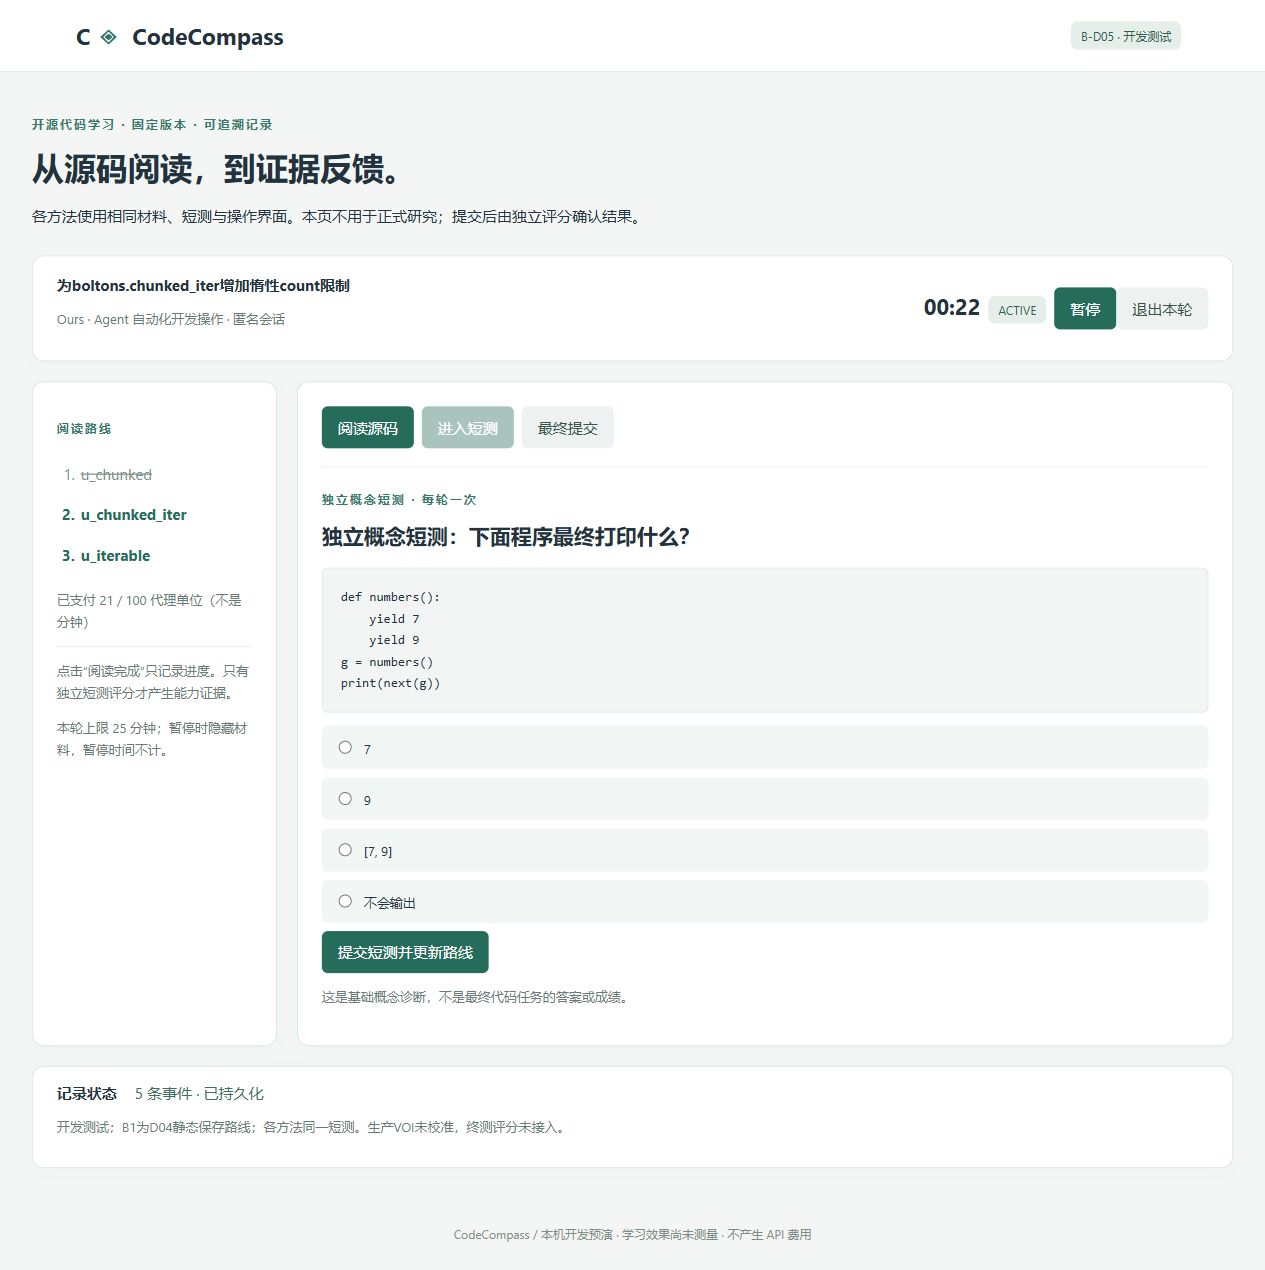 C CodeCompass
B-D05 · 开发测试
开源代码学习 · 固定版本 · 可追溯记录
从源码阅读，到证据反馈。
各方法使用相同材料、短测与操作界面。本页不用于正式研究；提交后由独立评分确认结果。
为boltons.chunked_iter增加惰性count限制
Ours · Agent 自动化开发操作 · 匿名会话
00:22
ACTIVE
暂停
退出本轮
阅读路线
1. u_chunked
2. u_chunked_iter
3. u_iterable
已支付 21 / 100 代理单位（不是
分钟）
点击“阅读完成”只记录进度。只有
独立短测评分才产生能力证据。
本轮上限 25 分钟；暂停时隐藏材
料，暂停时间不计。
阅读源码
进入短测
最终提交
独立概念短测 · 每轮一次
独立概念短测：下面程序最终打印什么？
def numbers():
    yield 7
    yield 9
g = numbers()
print(next(g))
7
9
[7, 9]
不会输出
提交短测并更新路线
这是基础概念诊断，不是最终代码任务的答案或成绩。
记录状态 5 条事件 · 已持久化
开发测试；B1为D04静态保存路线；各方法同一短测。生产VOI未校准，终测评分未接入。
CodeCompass / 本机开发预演 · 学习效果尚未测量 · 不产生 API 费用